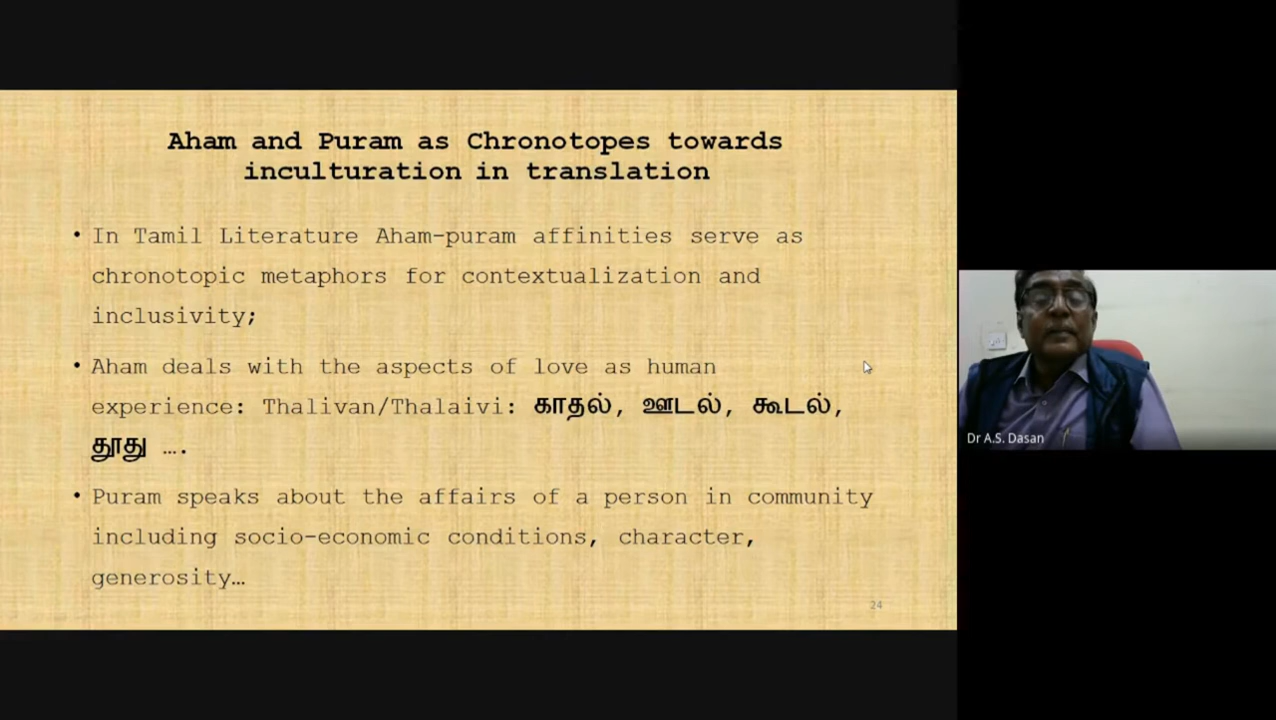 Aham and Puram as Chronotopes towards
inculturation in translation
• In Tamil Literature Aham-puram affinities serve as
chronotopic metaphors for contextualization and
inclusivity;
• Aham deals with the aspects of love as human
experience: Thalivan/Thalaivi: காதல், ஊடல், கூடல்,
தூது ….
• Puram speaks about the affairs of a person in community
including socio-economic conditions, character,
generosity…
24
Dr A.S. Dasan